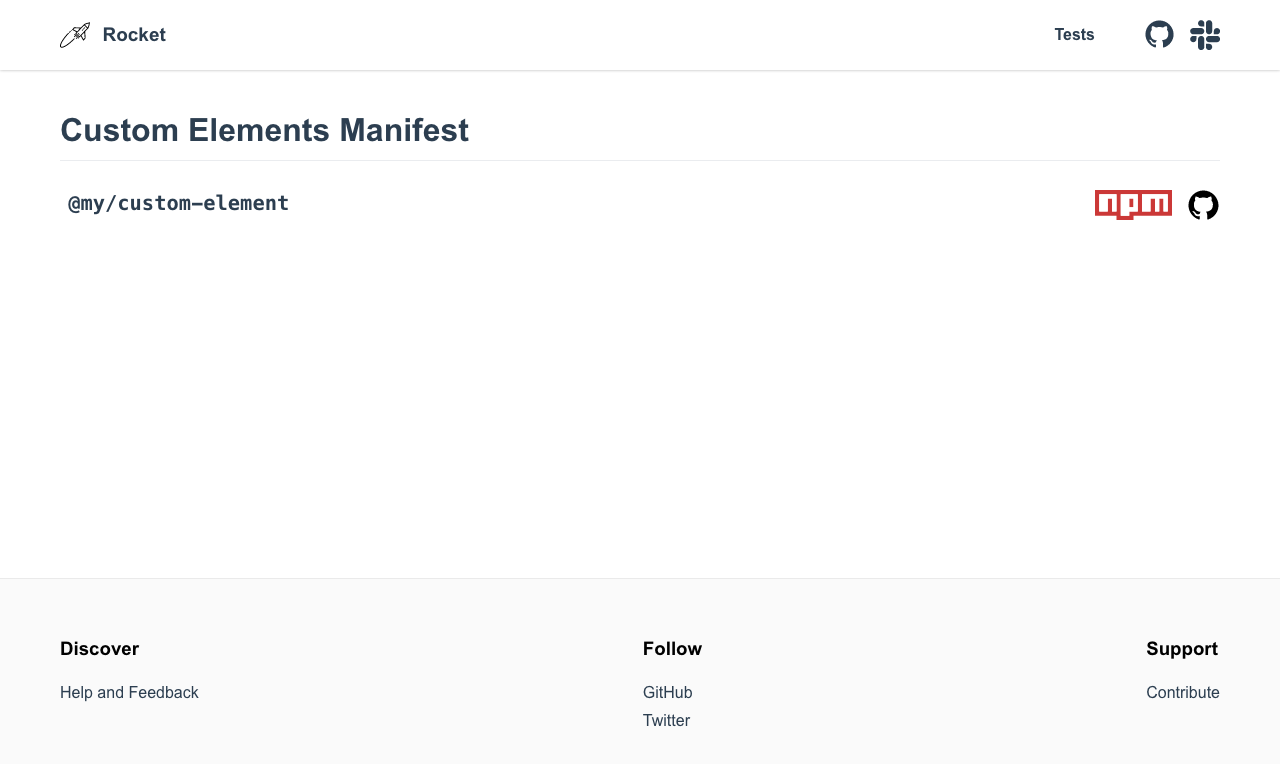 Rocket
Tests
Custom Elements Manifest
@my/custom-element
npm
Discover
Help and Feedback
Follow
GitHub
Twitter
Support
Contribute